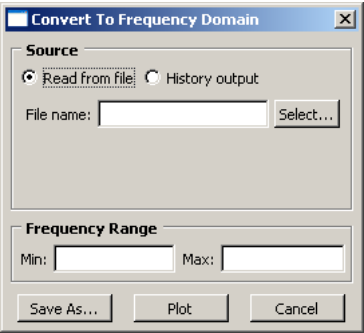 Convert To Frequency Domain
Source
Read from file History output
File name: Select...
Frequency Range
Min: Max:
Save As... Plot Cancel